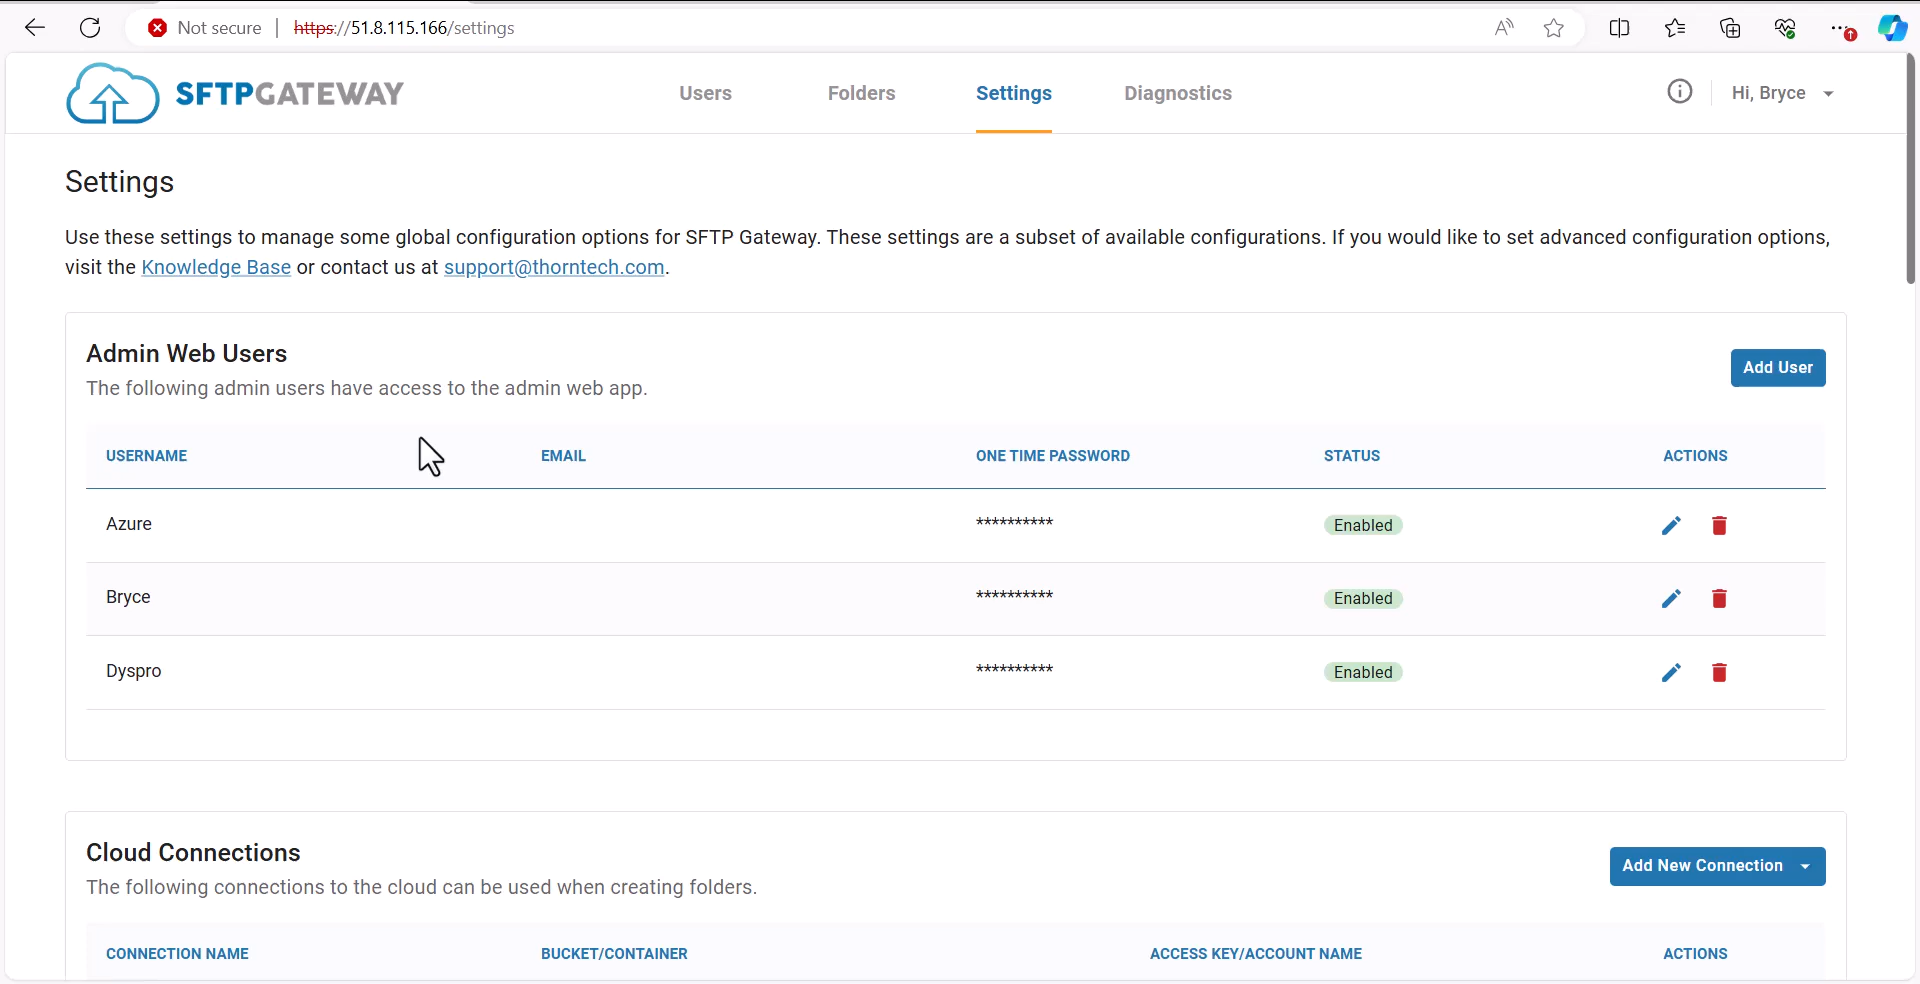 Not secure | https://51.8.115.166/settings
SFTPGATEWAY
Users
Folders
Settings
Diagnostics
Hi, Bryce
Settings
Use these settings to manage some global configuration options for SFTP Gateway. These settings are a subset of available configurations. If you would like to set advanced configuration options,
visit the Knowledge Base or contact us at support@thorntech.com.
Admin Web Users
Add User
The following admin users have access to the admin web app.
USERNAME EMAIL ONE TIME PASSWORD STATUS ACTIONS
Azure ********** Enabled
Bryce ********** Enabled
Dyspro ********** Enabled
Cloud Connections
Add New Connection
The following connections to the cloud can be used when creating folders.
CONNECTION NAME BUCKET/CONTAINER ACCESS KEY/ACCOUNT NAME ACTIONS